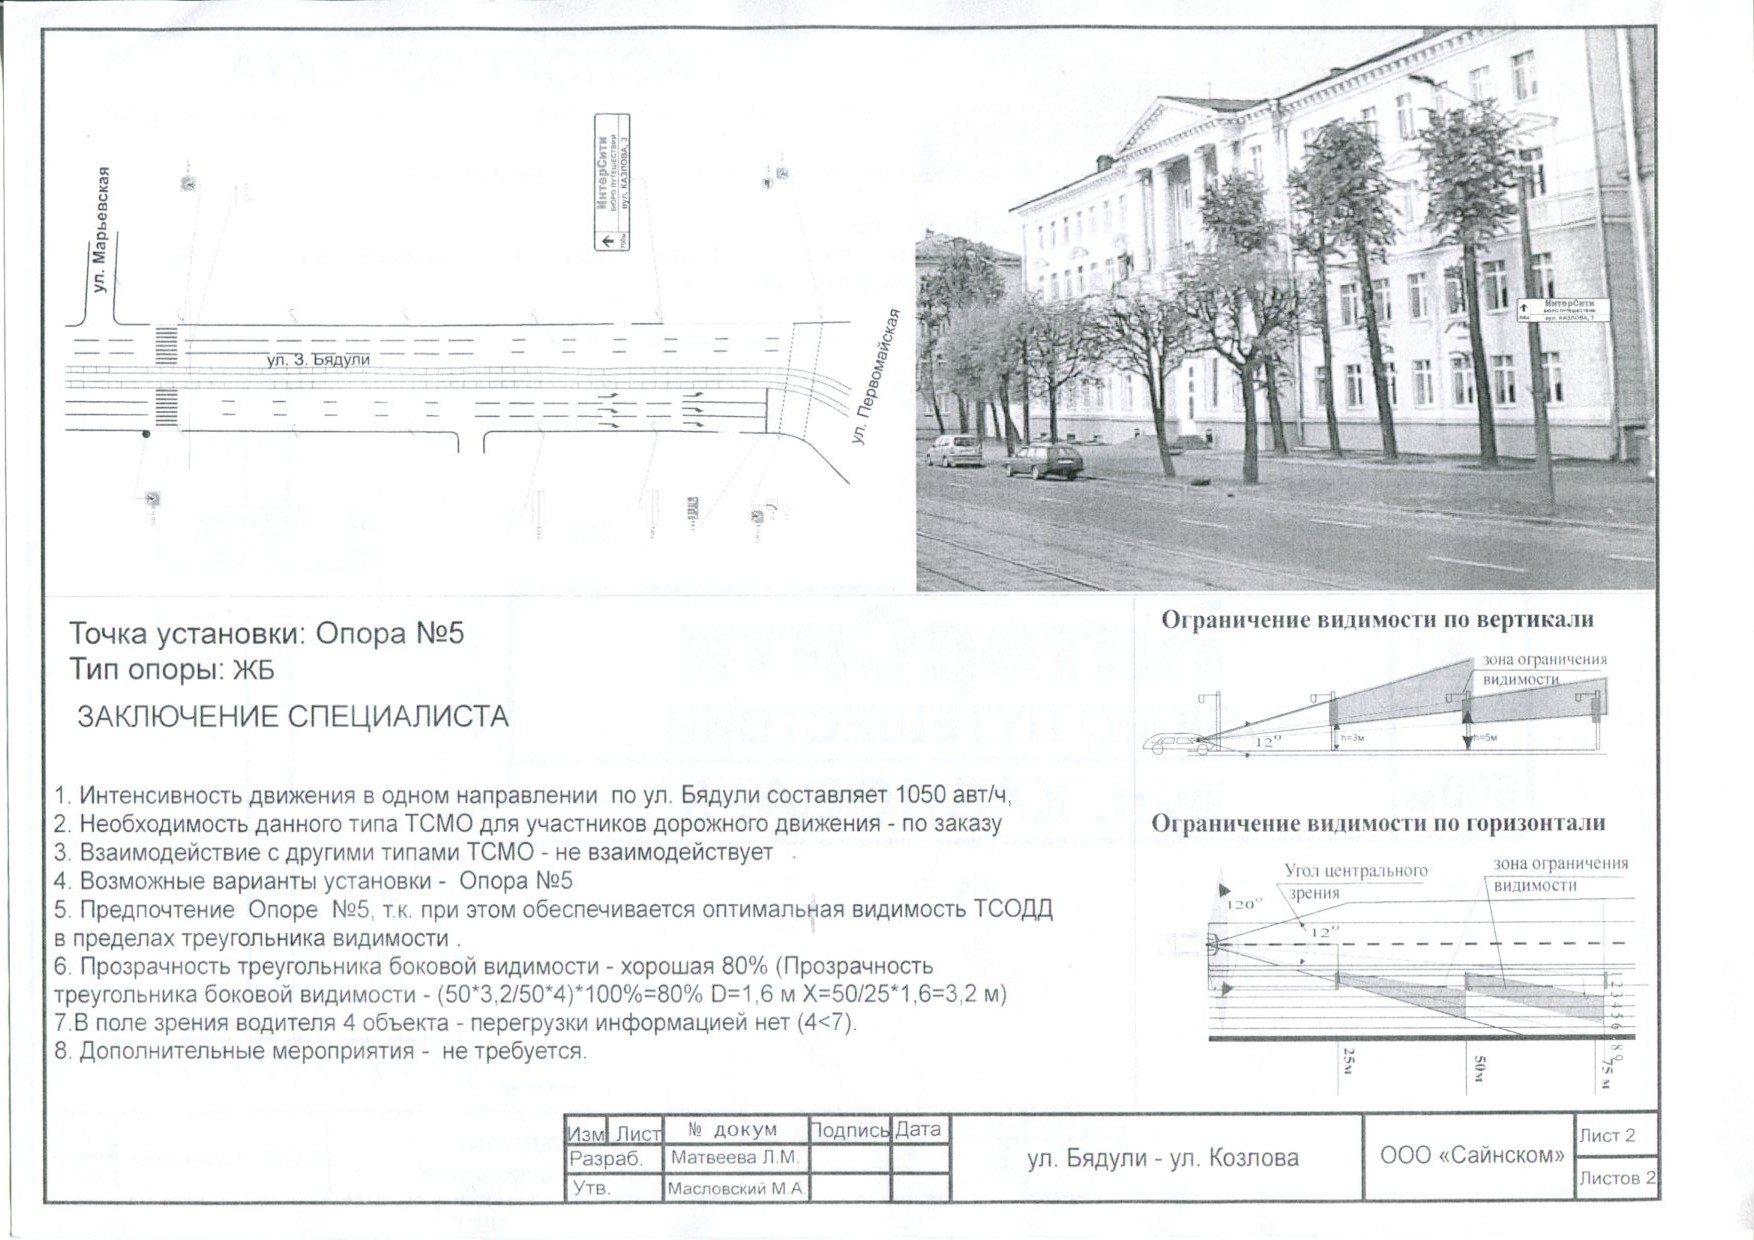 ул. Марьевская
ИнтерСити
БЮРО ПУТЕШЕСТВИЙ
вул. КАЗЛОВА, 3
ул. З. Бядули
ул. Первомайская
ИнтерСити
БЮРО ПУТЕШЕСТВИЙ
вул. КАЗЛОВА, 3
Точка установки: Опора №5
Тип опоры: ЖБ
ЗАКЛЮЧЕНИЕ СПЕЦИАЛИСТА
1. Интенсивность движения в одном направлении по ул. Бядули составляет 1050 авт/ч,
2. Необходимость данного типа ТСМО для участников дорожного движения - по заказу
3. Взаимодействие с другими типами ТСМО - не взаимодействует
4. Возможные варианты установки - Опора №5
5. Предпочтение Опоре №5, т.к. при этом обеспечивается оптимальная видимость ТСОДД
в пределах треугольника видимости .
6. Прозрачность треугольника боковой видимости - хорошая 80% (Прозрачность
треугольника боковой видимости - (50*3,2/50*4)*100%=80% D=1,6 м X=50/25*1,6=3,2 м)
7.В поле зрения водителя 4 объекта - перегрузки информацией нет (4<7).
8. Дополнительные мероприятия - не требуется.
Ограничение видимости по вертикали
зона ограничения
видимости
12°
h=3м
h=5м
Ограничение видимости по горизонтали
Угол центрального
зрения
зона ограничения
видимости
120°
12°
1 2 3 4 5 6 8 9
25м
50м
75 м
Изм Лист № докум Подпись Дата
Разраб. Матвеева Л.М.
Утв. Масловский М.А.
ул. Бядули - ул. Козлова
ООО «Сайнском»
Лист 2
Листов 2